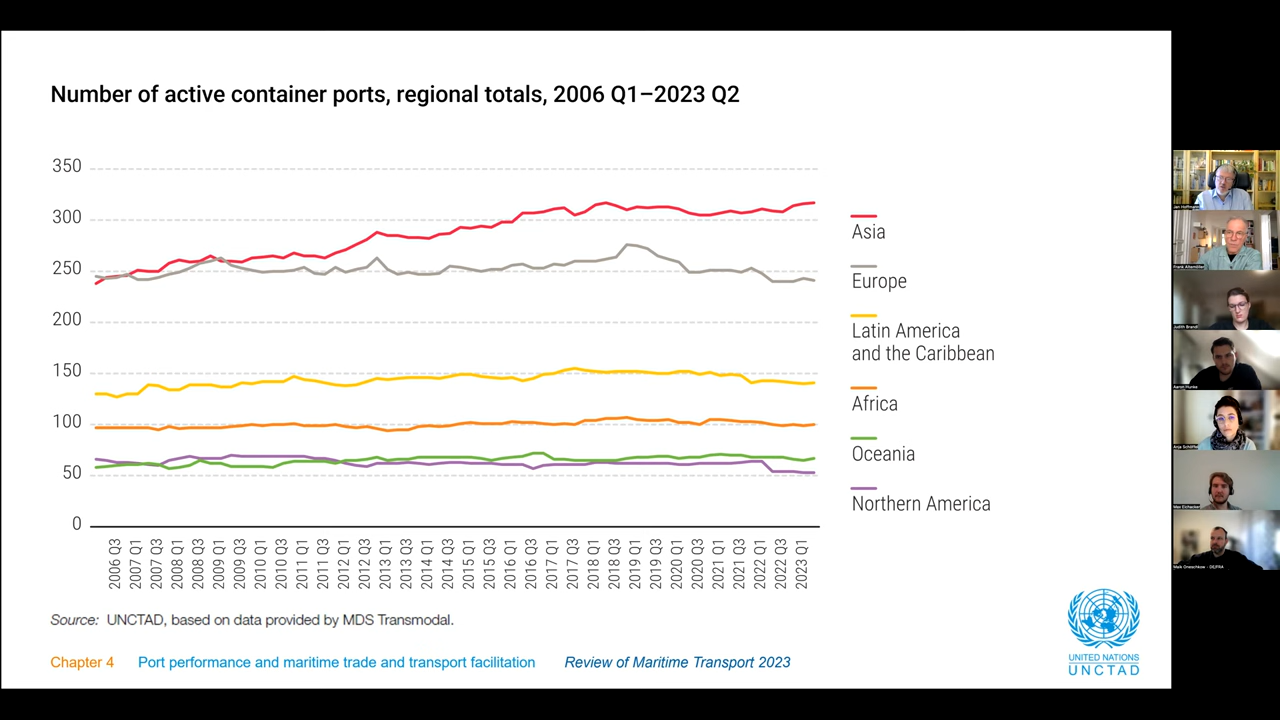 Number of active container ports, regional totals, 2006 Q1–2023 Q2
350
300
250
200
150
100
50
0
2006 Q3
2007 Q1
2007 Q3
2008 Q1
2008 Q3
2009 Q1
2009 Q3
2010 Q1
2010 Q3
2011 Q1
2011 Q3
2012 Q1
2012 Q3
2013 Q1
2013 Q3
2014 Q1
2014 Q3
2015 Q1
2015 Q3
2016 Q1
2016 Q3
2017 Q1
2017 Q3
2018 Q1
2018 Q3
2019 Q1
2019 Q3
2020 Q1
2020 Q3
2021 Q1
2021 Q3
2022 Q1
2022 Q3
2023 Q1
Asia
Europe
Latin America
and the Caribbean
Africa
Oceania
Northern America
Source: UNCTAD, based on data provided by MDS Transmodal.
Chapter 4 Port performance and maritime trade and transport facilitation Review of Maritime Transport 2023
UNITED NATIONS
UNCTAD
Jan Hoffmann
Judith Brandl